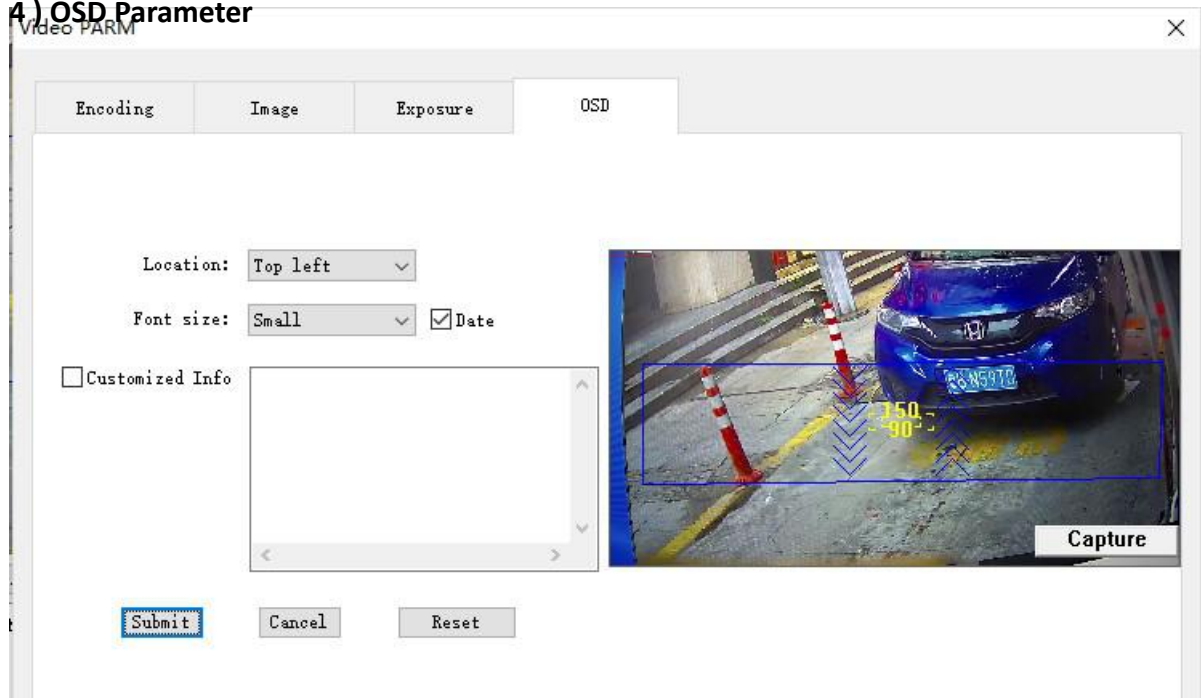 4 ) OSD Parameter
Video PARM
Encoding Image Exposure OSD
Location: Top left
Font size: Small Date
Customized Info
150
90
Capture
Submit Cancel Reset